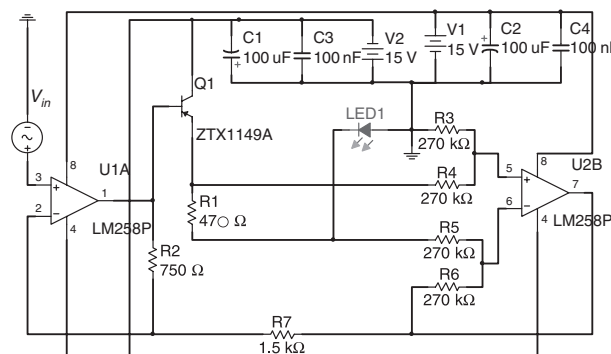 C1
100 uF
+
C3
100 nF
V2
15 V
V1
15 V
C2
+
100 uF
C4
100 nF
Vin
Q1
ZTX1149A
LED1
R3
270 kΩ
U1A
3
+
2
−
8
4
1
LM258P
R1
47○ Ω
R4
270 kΩ
U2B
5
+
6
−
8
4
7
LM258P
R2
750 Ω
R5
270 kΩ
R6
270 kΩ
R7
1.5 kΩ